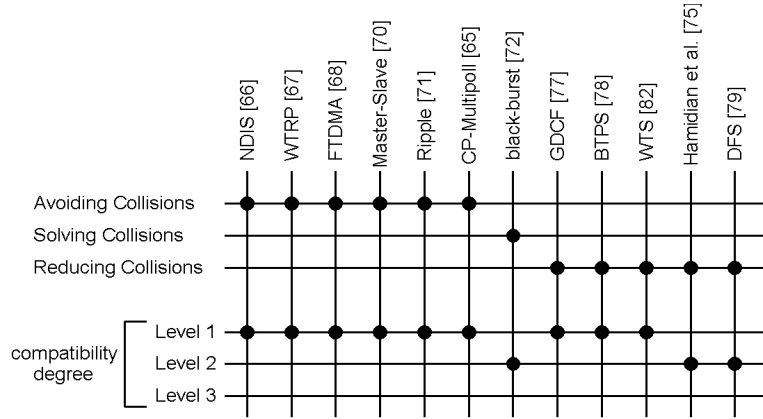 NDIS [66]
WTRP [67]
FTDMA [68]
Master-Slave [70]
Ripple [71]
CP-Multipoll [65]
black-burst [72]
GDCF [77]
BTPS [78]
WTS [82]
Hamidian et al. [75]
DFS [79]
Avoiding Collisions
Solving Collisions
Reducing Collisions
compatibility
degree
Level 1
Level 2
Level 3